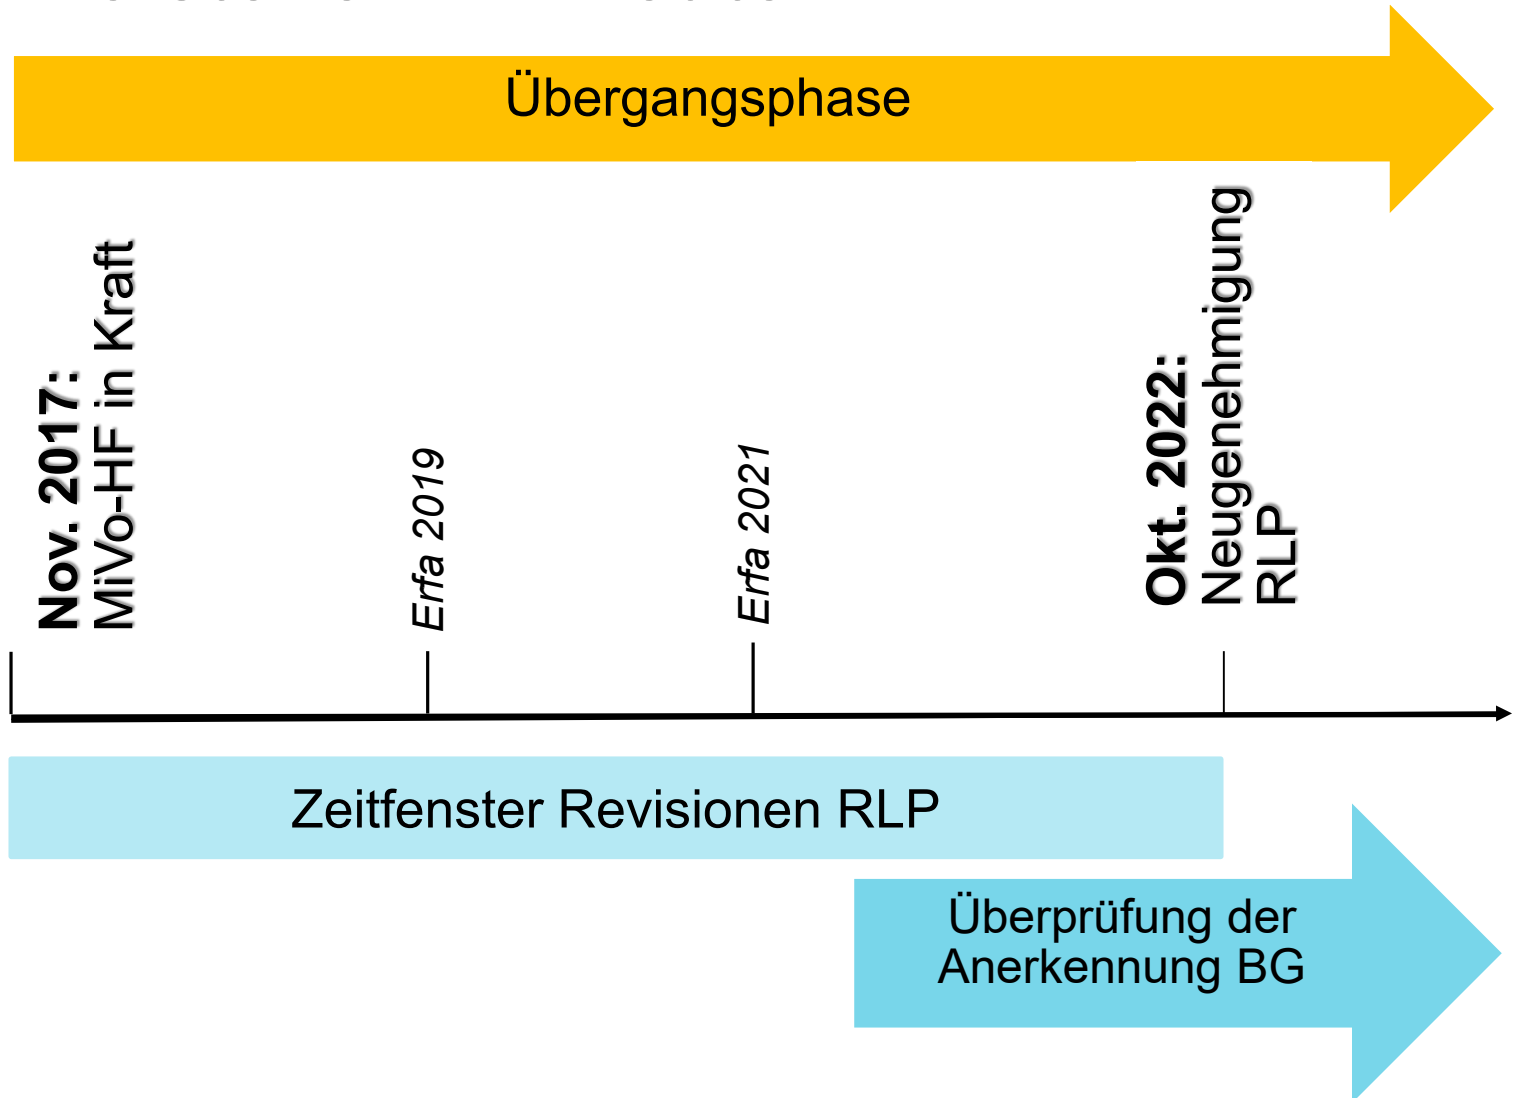 Übergangsphase
Nov. 2017:
MiVo-HF in Kraft
Erfa 2019
Erfa 2021
Okt. 2022:
Neugenehmigung
RLP
Zeitfenster Revisionen RLP
Überprüfung der
Anerkennung BG